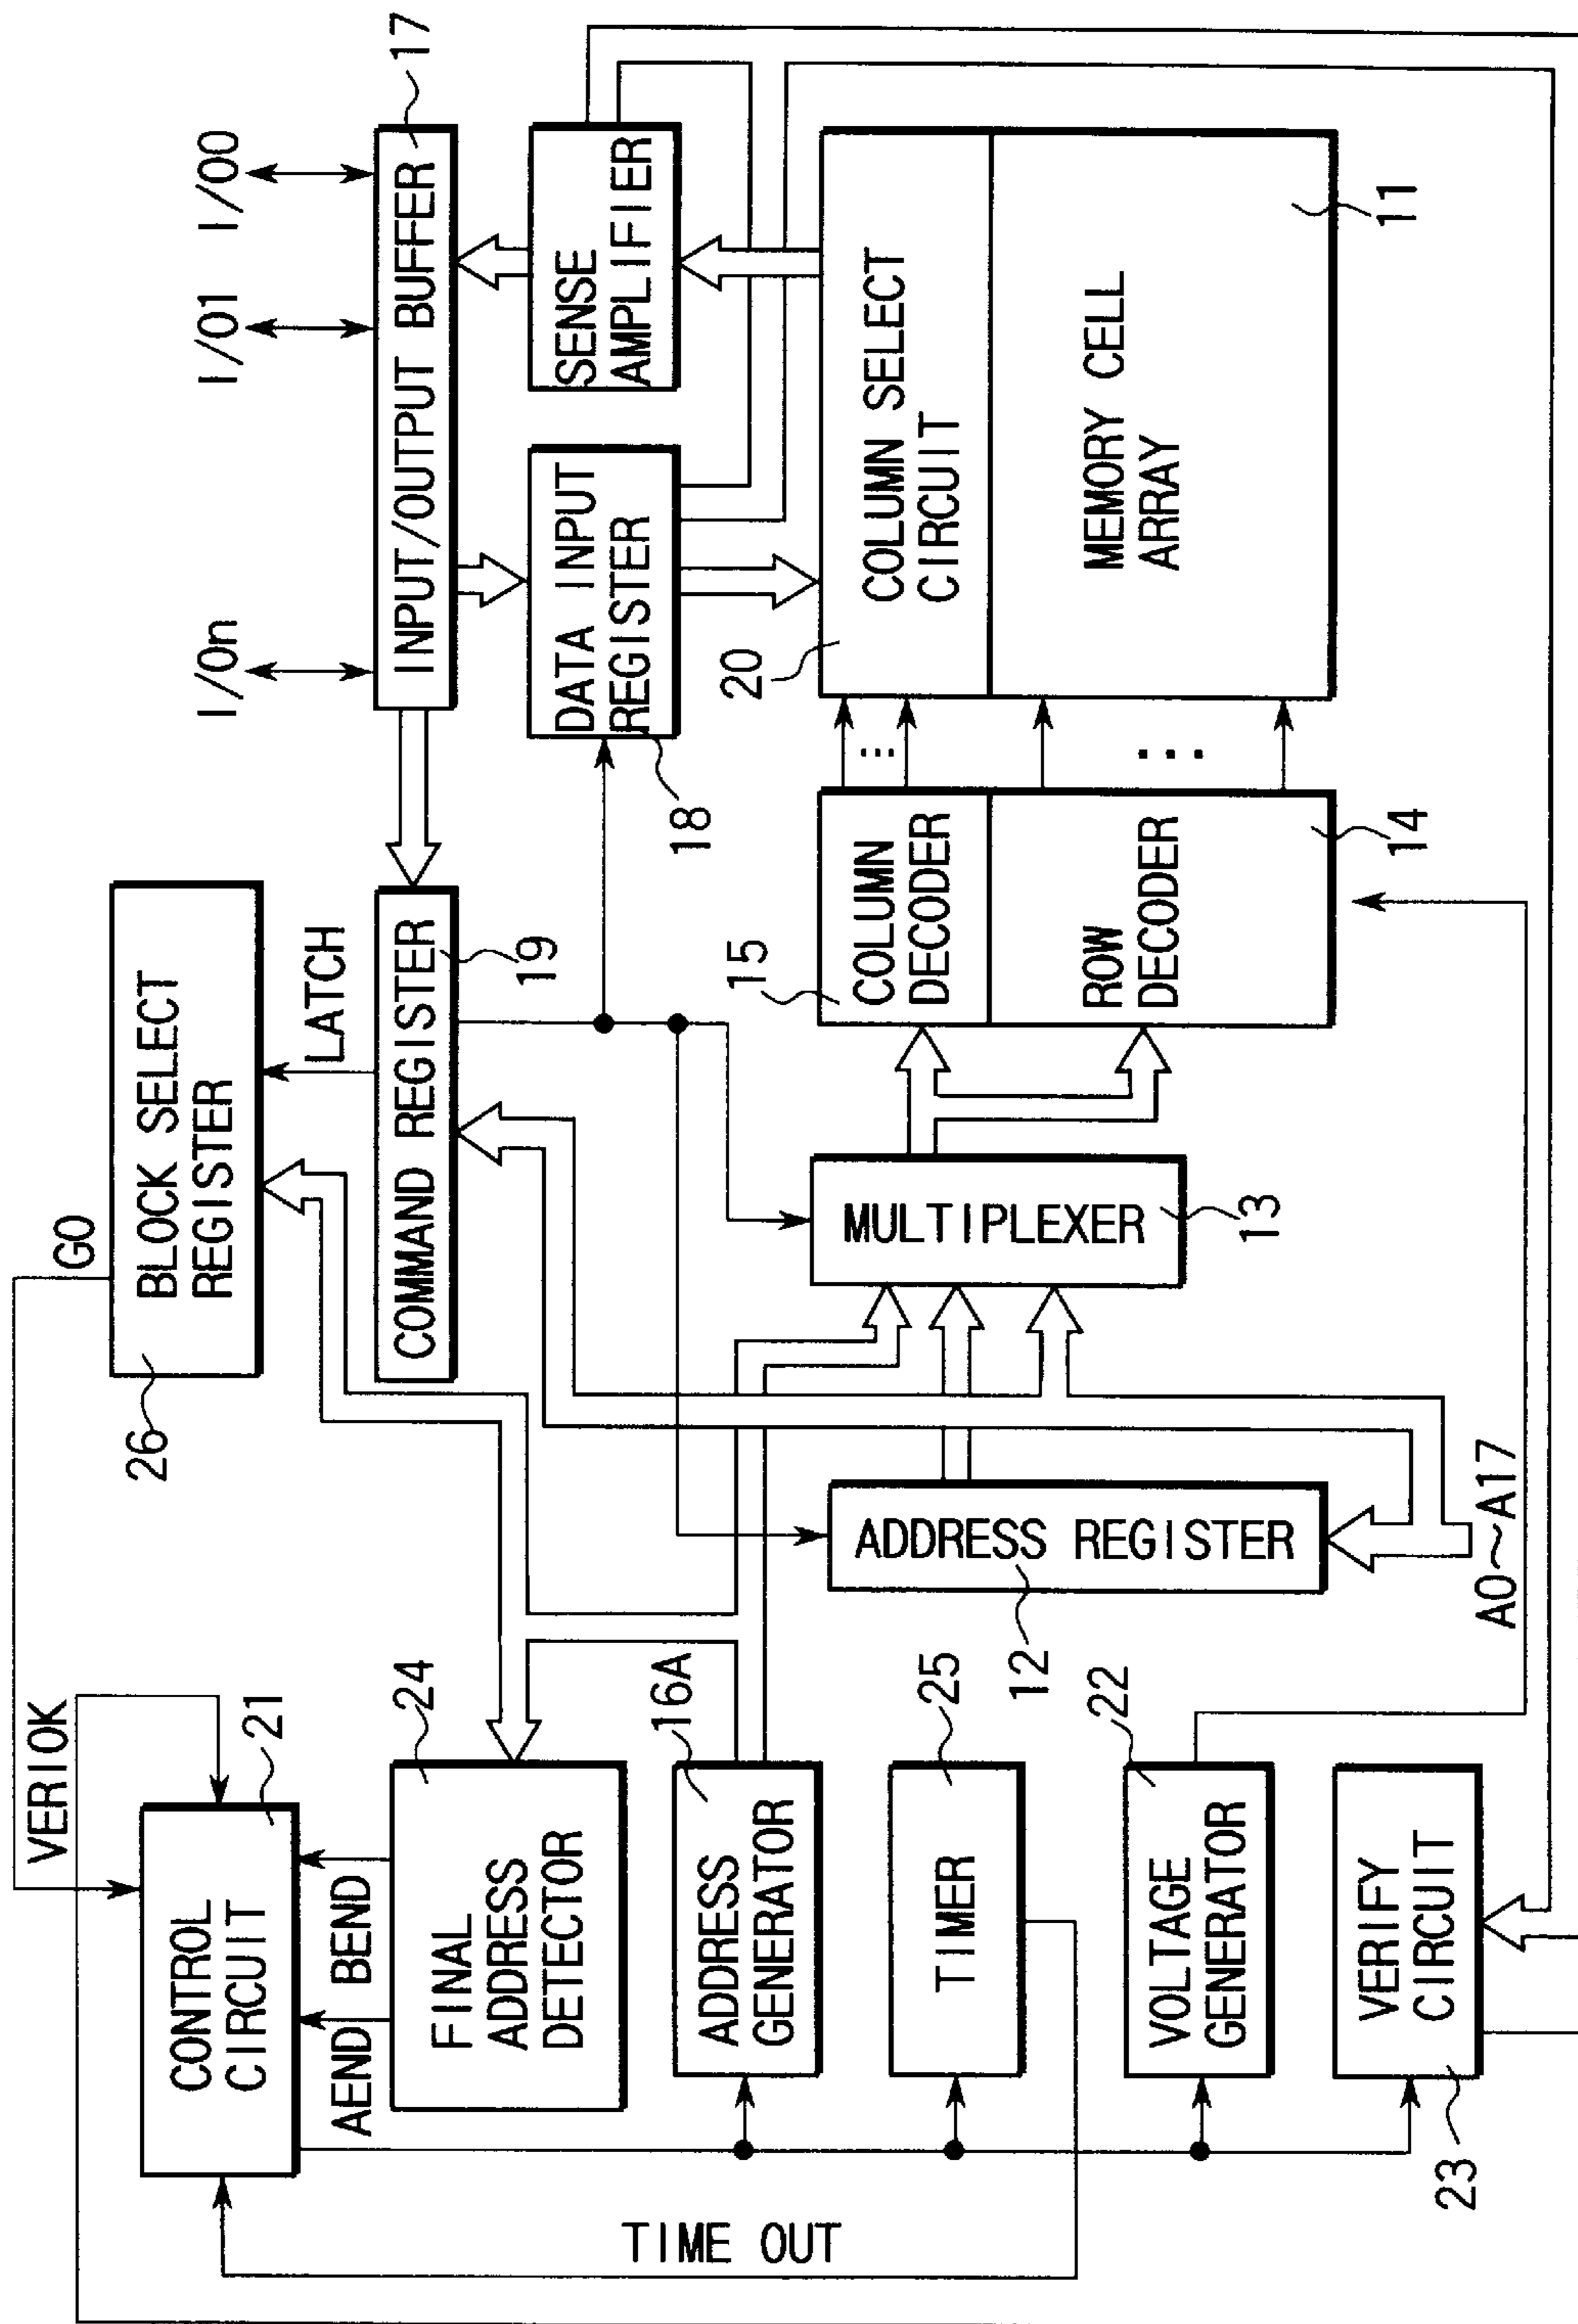 VERIOK
GO
CONTROL
CIRCUIT
21
AEND
BEND
FINAL
ADDRESS
DETECTOR
24
ADDRESS
GENERATOR
16A
TIMER
25
TIME OUT
VOLTAGE
GENERATOR
22
VERIFY
CIRCUIT
23
26
BLOCK SELECT
REGISTER
LATCH
COMMAND REGISTER
19
ADDRESS REGISTER
12
A0~A17
MULTIPLEXER
13
15
COLUMN
DECODER
ROW
DECODER
14
I/On
I/O1
I/O0
INPUT/OUTPUT BUFFER
17
DATA INPUT
REGISTER
18
SENSE
AMPLIFIER
20
COLUMN SELECT
CIRCUIT
MEMORY CELL
ARRAY
11